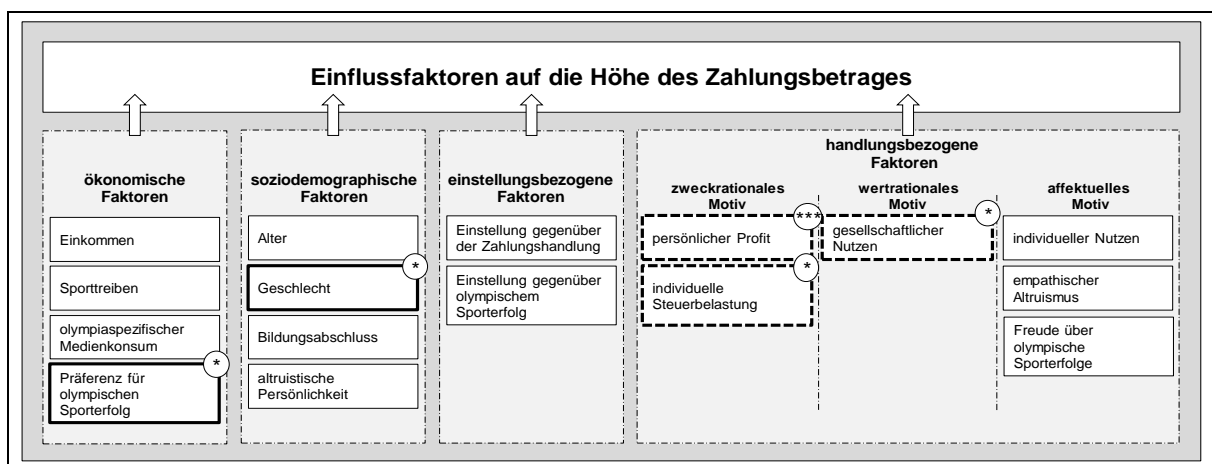 Einflussfaktoren auf die Höhe des Zahlungsbetrages
ökonomische
Faktoren
Einkommen
Sporttreiben
olympiaspezifischer
Medienkonsum
*
Präferenz für
olympischen
Sporterfolg
soziodemographische
Faktoren
Alter
*
Geschlecht
Bildungsabschluss
altruistische
Persönlichkeit
einstellungsbezogene
Faktoren
Einstellung gegenüber
der Zahlungshandlung
Einstellung gegenüber
olympischem
Sporterfolg
handlungsbezogene
Faktoren
zweckrationales
Motiv
***
persönlicher Profit
*
individuelle
Steuerbelastung
wertrationales
Motiv
*
gesellschaftlicher
Nutzen
affektuelles
Motiv
individueller Nutzen
empathischer
Altruismus
Freude über
olympische
Sporterfolge